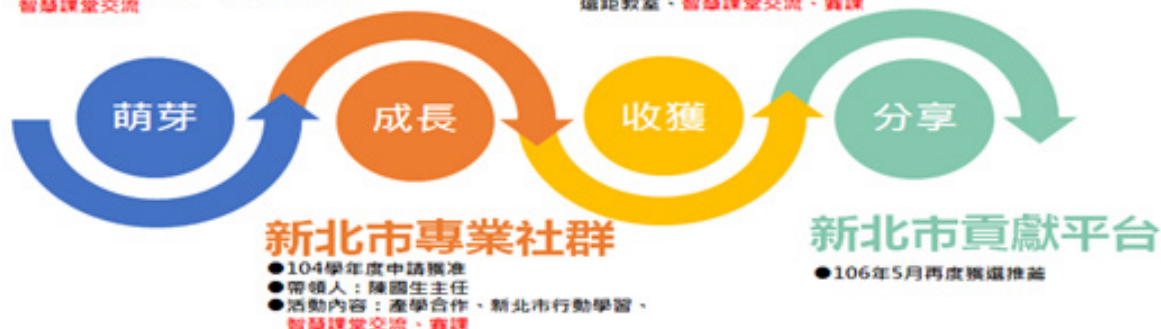 智慧課堂交流
遠距教室、智慧課堂交流、賽課
萌芽
成長
收獲
分享
新北市專業社群
●104學年度申請獲准
●帶領人：陳國生主任
●活動內容：產學合作、新北市行動學習、
智慧課堂交流、賽課
新北市貢獻平台
●106年5月再度獲選推薦